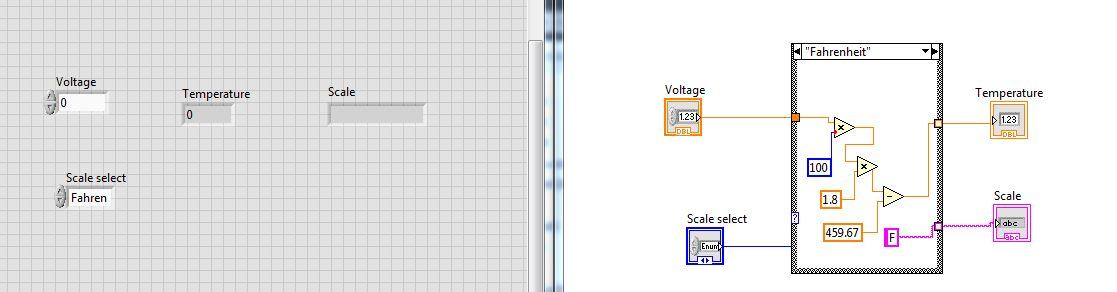 Voltage
0
Temperature
0
Scale
Scale select
Fahren
"Fahrenheit"
Voltage
1.23
DBL
×
100
×
1.8
−
459.67
F
?
Scale select
Enum
Temperature
1.23
DBL
Scale
abc
abc